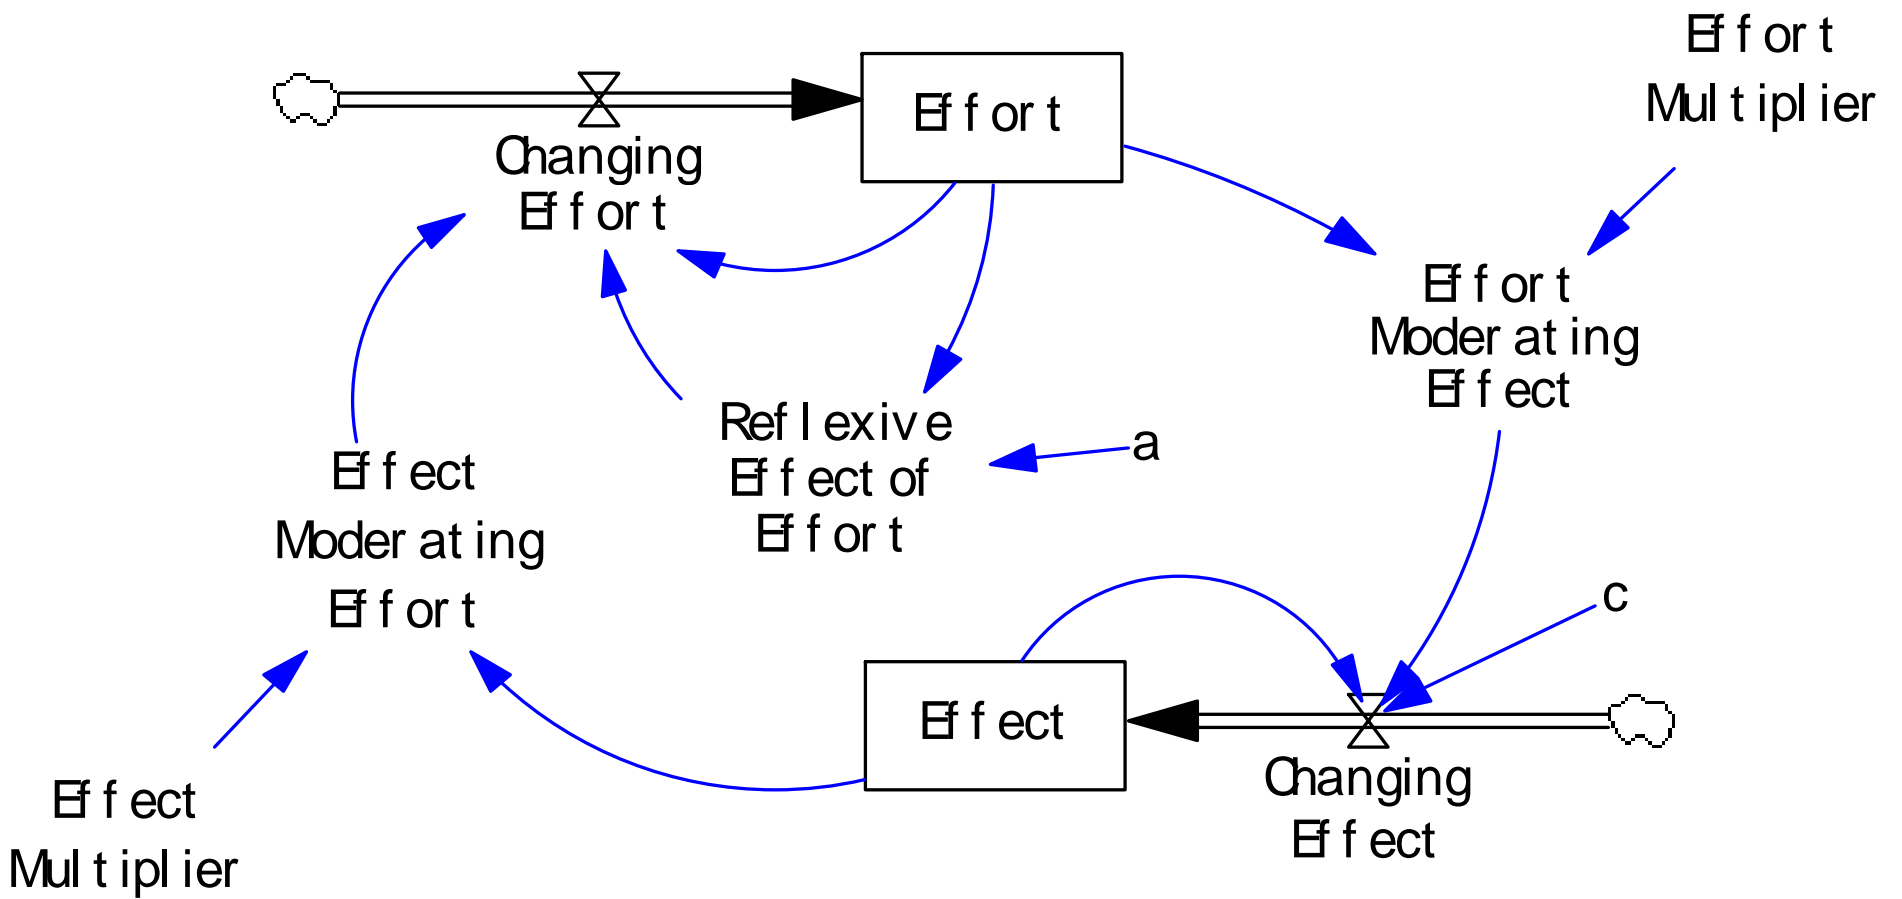 Effort
Multiplier
Effort
Changing
Effort
Effort
Moderating
Effect
Reflexive
Effect of
Effort
a
Effect
Moderating
Effort
c
Effect
Changing
Effect
Effect
Multiplier